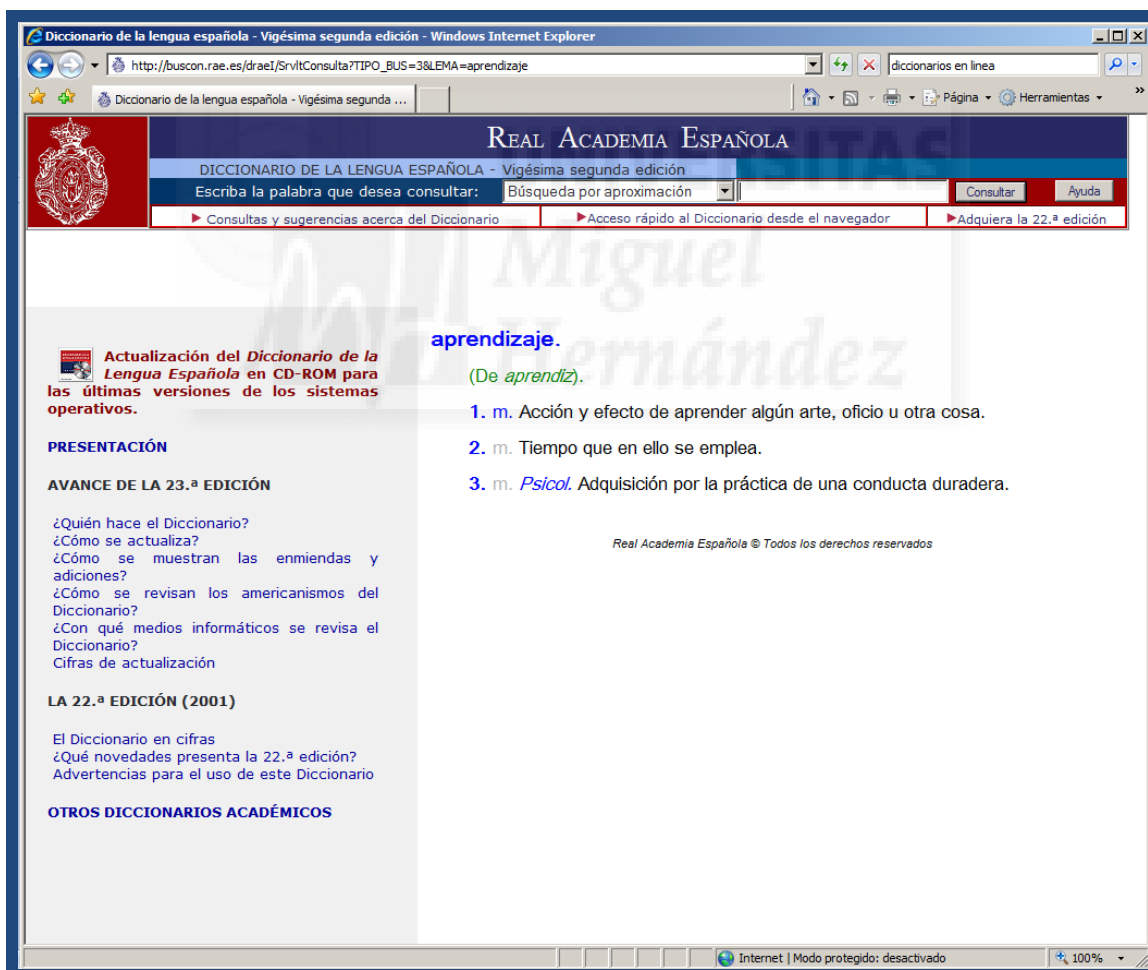 Diccionario de la lengua española - Vigésima segunda edición - Windows Internet Explorer
http://buscon.rae.es/draeI/SrvltConsulta?TIPO_BUS=3&LEMA=aprendizaje
diccionarios en linea
Diccionario de la lengua española - Vigésima segunda ...
Página
Herramientas
»
REAL ACADEMIA ESPAÑOLA
DICCIONARIO DE LA LENGUA ESPAÑOLA - Vigésima segunda edición
Escriba la palabra que desea consultar:
Búsqueda por aproximación
Consultar
Ayuda
Consultas y sugerencias acerca del Diccionario
Acceso rápido al Diccionario desde el navegador
Adquiera la 22.ª edición
UNIVERSITAS
Miguel
Hernández
Actualización del Diccionario de la
Lengua Española en CD-ROM para
las últimas versiones de los sistemas
operativos.
PRESENTACIÓN
AVANCE DE LA 23.ª EDICIÓN
¿Quién hace el Diccionario?
¿Cómo se actualiza?
¿Cómo se muestran las enmiendas y
adiciones?
¿Cómo se revisan los americanismos del
Diccionario?
¿Con qué medios informáticos se revisa el
Diccionario?
Cifras de actualización
LA 22.ª EDICIÓN (2001)
El Diccionario en cifras
¿Qué novedades presenta la 22.ª edición?
Advertencias para el uso de este Diccionario
OTROS DICCIONARIOS ACADÉMICOS
aprendizaje.
(De aprendiz).
1. m. Acción y efecto de aprender algún arte, oficio u otra cosa.
2. m. Tiempo que en ello se emplea.
3. m. Psicol. Adquisición por la práctica de una conducta duradera.
Real Academia Española © Todos los derechos reservados
Internet | Modo protegido: desactivado
100%